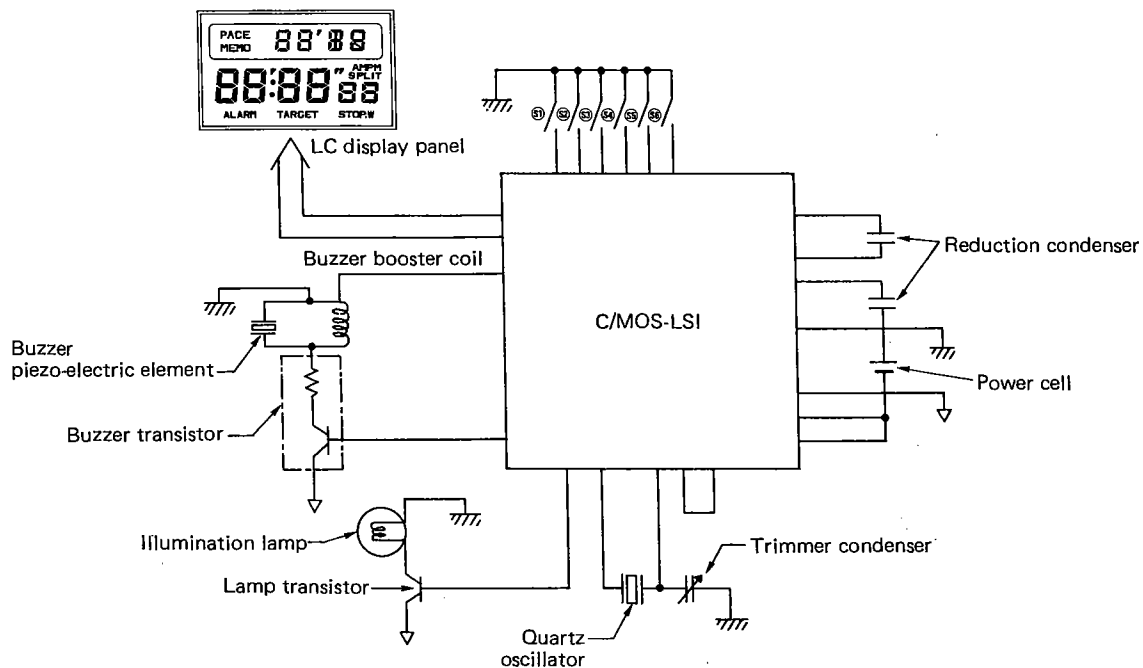 PACE
MEMO
88'88
AM PM
SPLIT
88:88" 88
ALARM TARGET STOP.W
LC display panel
S1 S2 S3 S4 S5 S6
Buzzer booster coil
Reduction condenser
C/MOS-LSI
Buzzer
piezo-electric element
Power cell
Buzzer transistor
Illumination lamp
Trimmer condenser
Lamp transistor
Quartz
oscillator